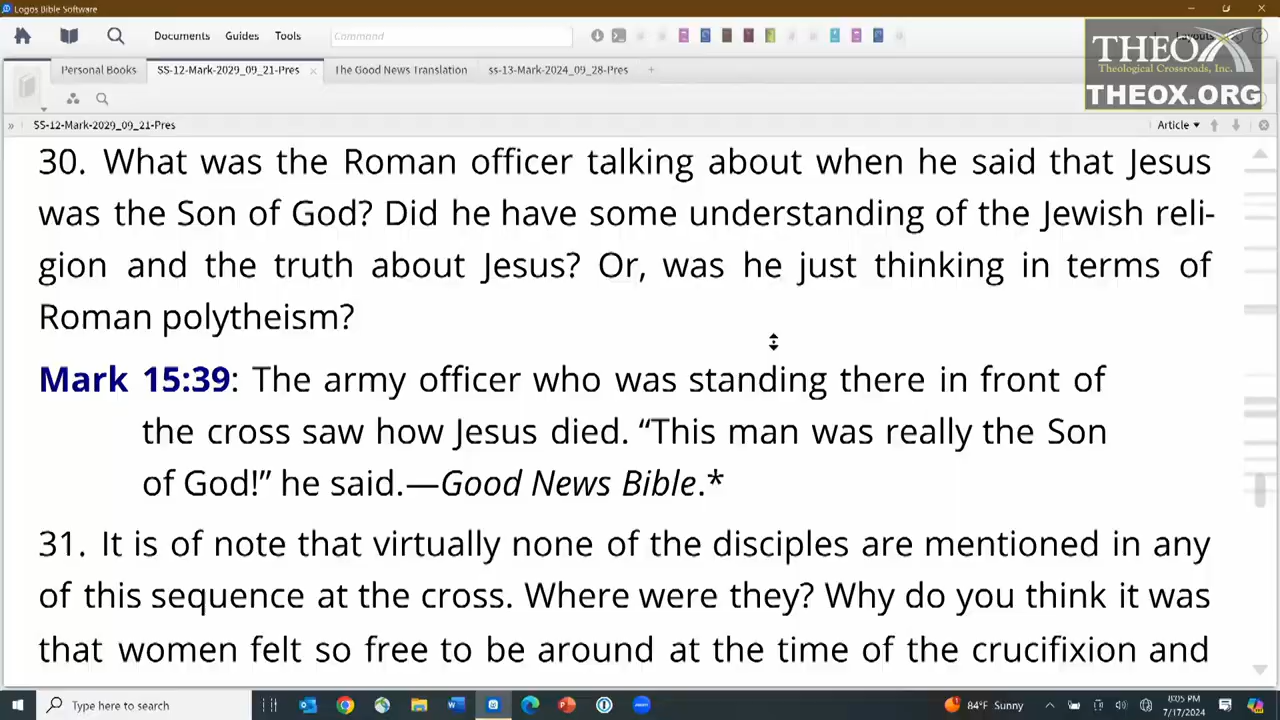 Logos Bible Software
Documents Guides Tools Command Layouts
THEOX
Theological Crossroads, Inc.
THEOX.ORG
Personal Books SS-12-Mark-2029_09_21-Pres The Good New ss-13-Mark-2024_09_28-Pres
SS-12-Mark-2029_09_21-Pres Article
30. What was the Roman officer talking about when he said that Jesus
was the Son of God? Did he have some understanding of the Jewish reli-
gion and the truth about Jesus? Or, was he just thinking in terms of
Roman polytheism?
Mark 15:39: The army officer who was standing there in front of
the cross saw how Jesus died. “This man was really the Son
of God!” he said.—Good News Bible.*
31. It is of note that virtually none of the disciples are mentioned in any
of this sequence at the cross. Where were they? Why do you think it was
that women felt so free to be around at the time of the crucifixion and
Type here to search 84°F Sunny 8:05 PM
7/17/2024